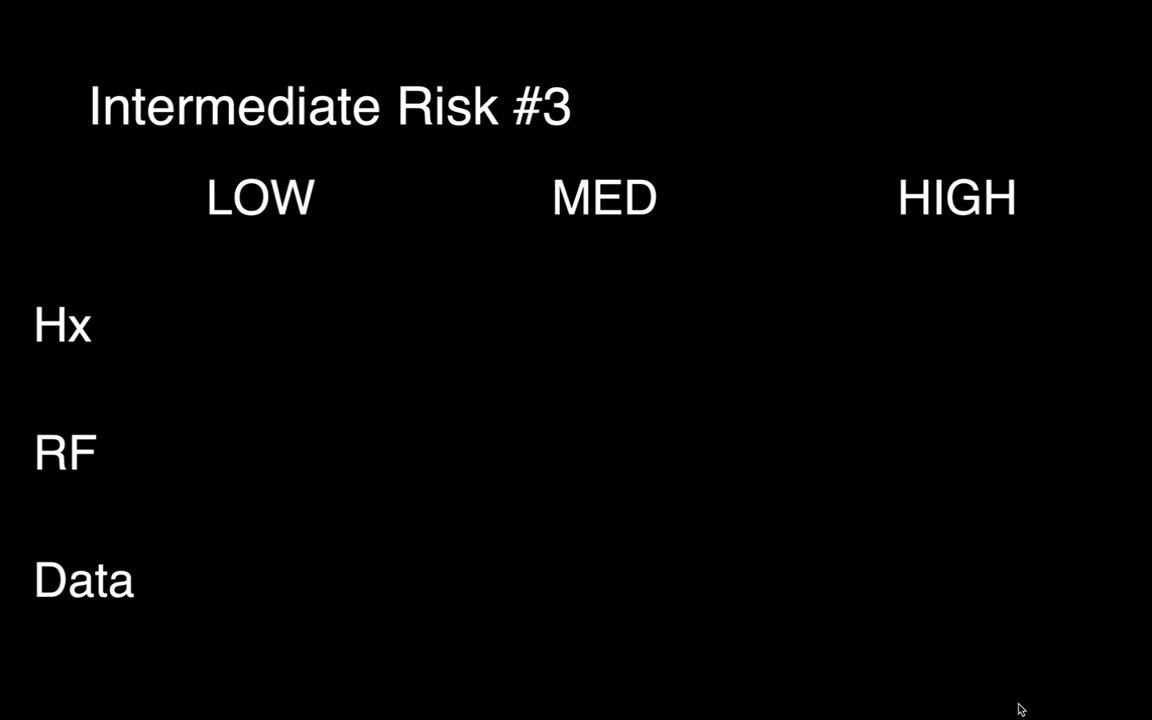 Intermediate Risk #3
LOW MED HIGH
Hx
RF
Data